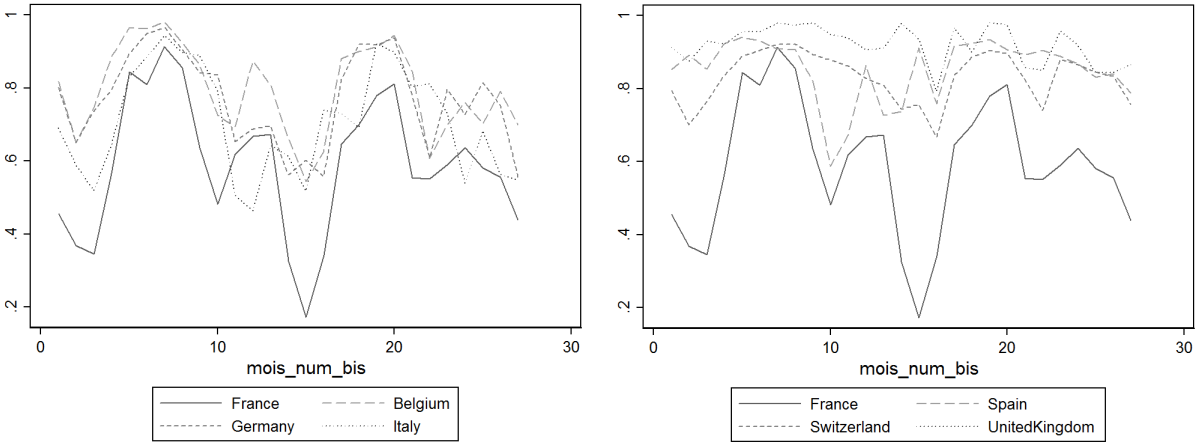 1
.8
.6
.4
.2
0 10 20 30
mois_num_bis
France Belgium
Germany Italy
1
.8
.6
.4
.2
0 10 20 30
mois_num_bis
France Spain
Switzerland UnitedKingdom